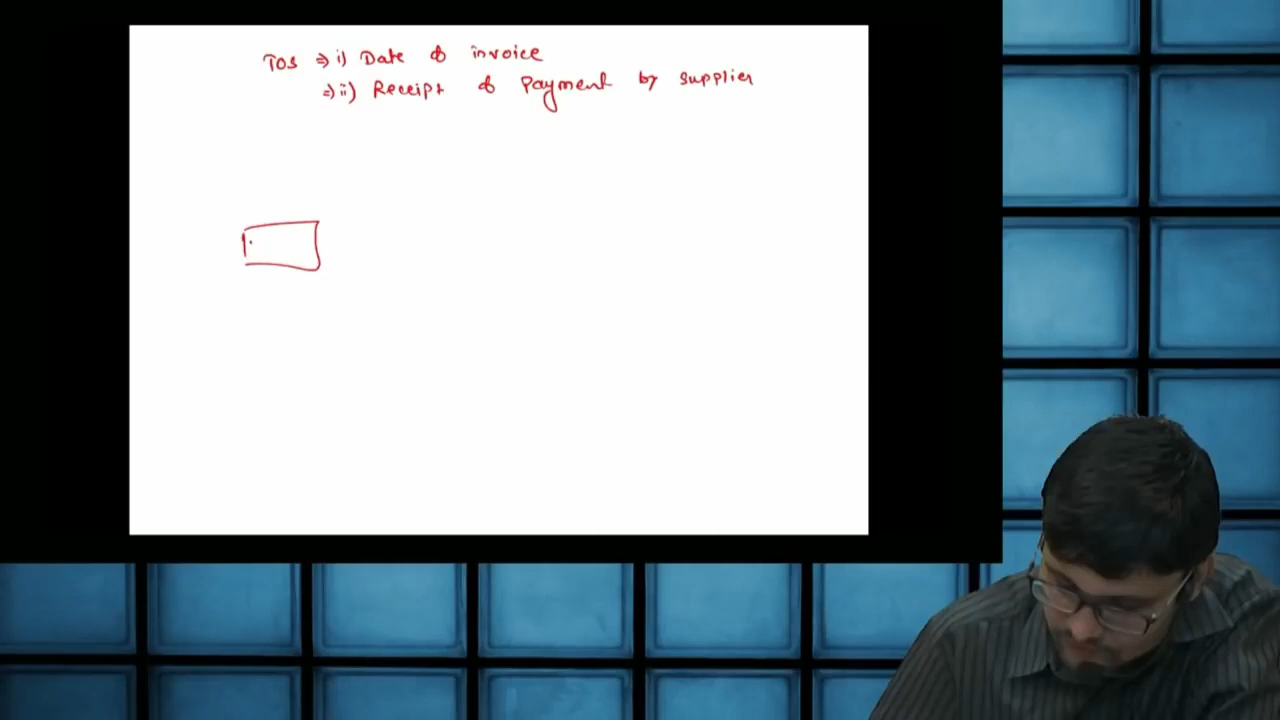 TOS ⇒ i) Date of invoice
⇒ ii) Receipt of Payment by supplier